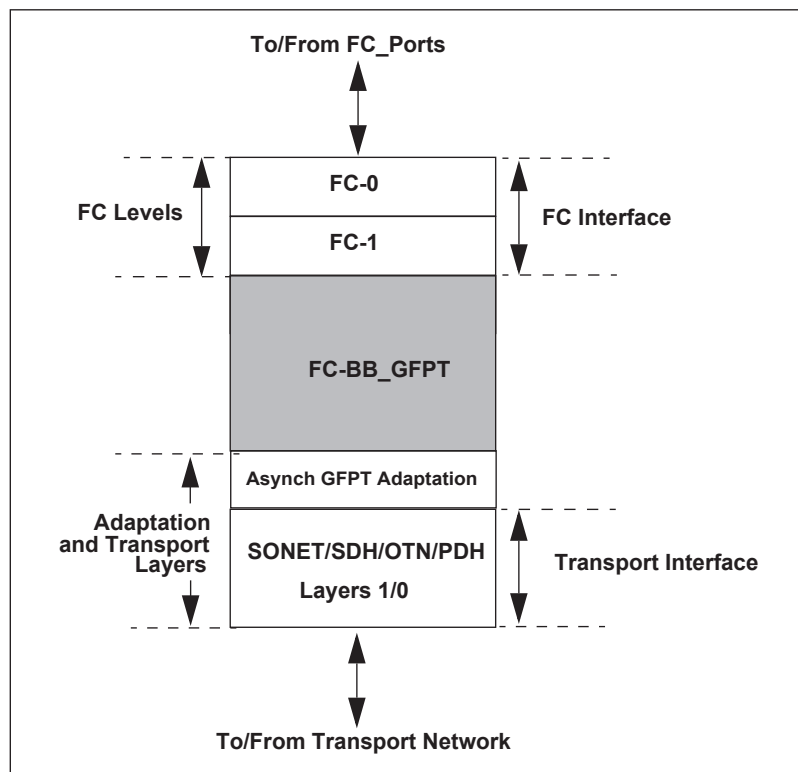 To/From FC_Ports
FC-0
FC Levels
FC Interface
FC-1
FC-BB_GFPT
Asynch GFPT Adaptation
Adaptation
and Transport
Layers
SONET/SDH/OTN/PDH
Layers 1/0
Transport Interface
To/From Transport Network